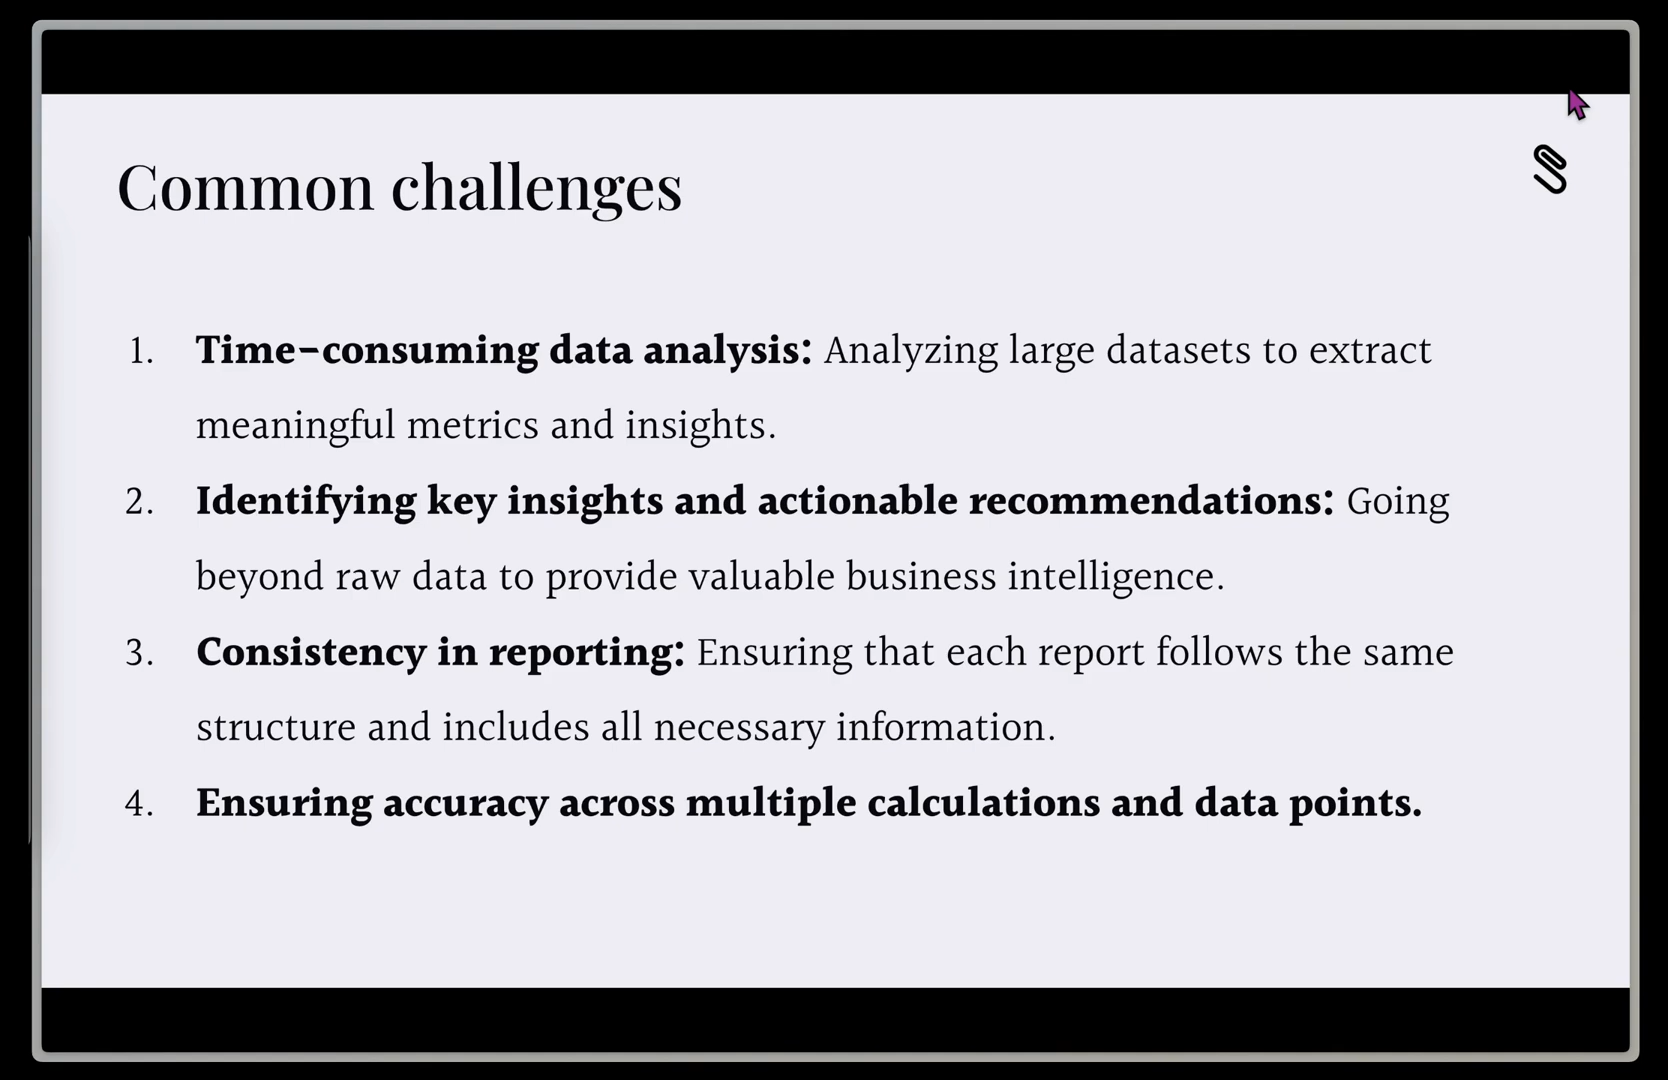 Common challenges
1. Time-consuming data analysis: Analyzing large datasets to extract
meaningful metrics and insights.
2. Identifying key insights and actionable recommendations: Going
beyond raw data to provide valuable business intelligence.
3. Consistency in reporting: Ensuring that each report follows the same
structure and includes all necessary information.
4. Ensuring accuracy across multiple calculations and data points.